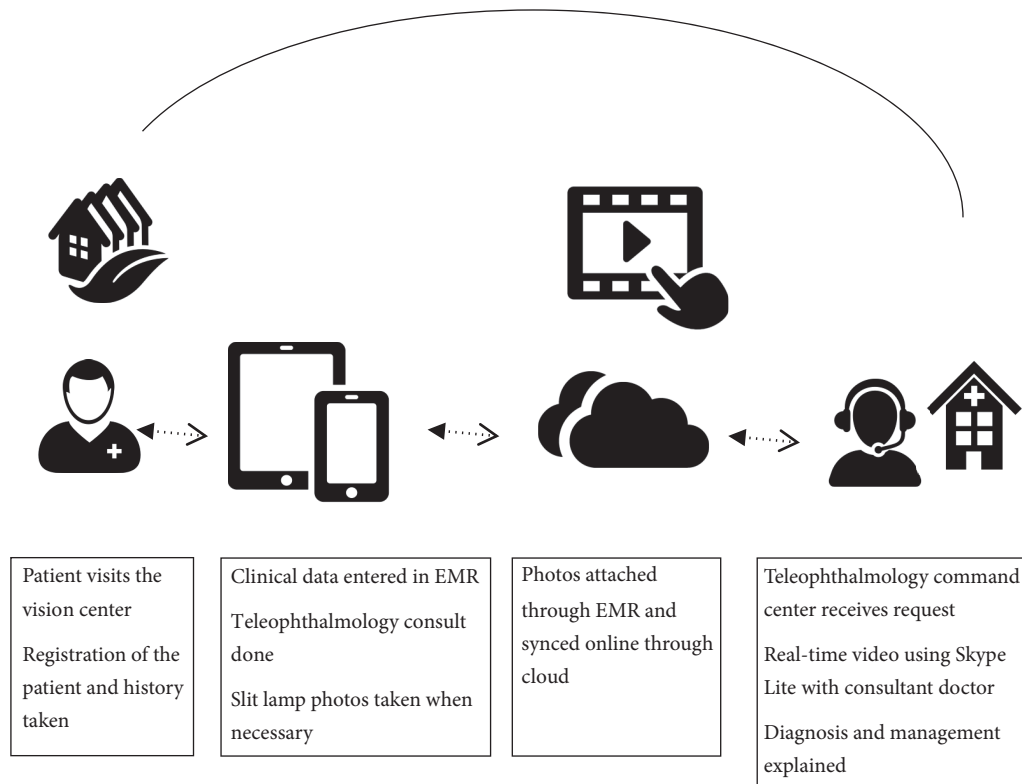 Patient visits the
vision center
Registration of the
patient and history
taken
Clinical data entered in EMR
Teleophthalmology consult
done
Slit lamp photos taken when
necessary
Photos attached
through EMR and
synced online through
cloud
Teleophthalmology command
center receives request
Real-time video using Skype
Lite with consultant doctor
Diagnosis and management
explained